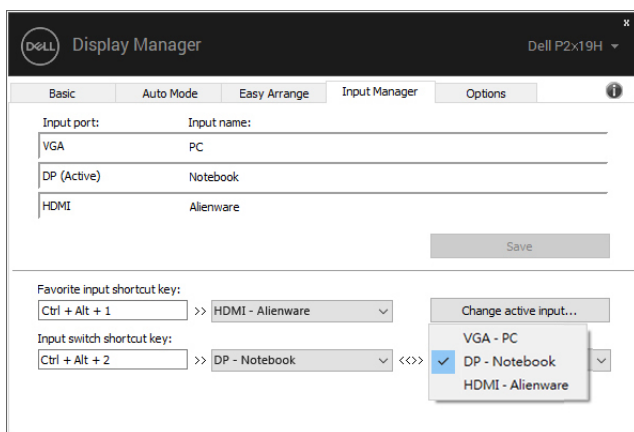 x
DELL Display Manager Dell P2x19H
Basic Auto Mode Easy Arrange Input Manager Options i
Input port: Input name:
VGA PC
DP (Active) Notebook
HDMI Alienware
Save
Favorite input shortcut key:
Ctrl + Alt + 1 >> HDMI - Alienware Change active input...
Input switch shortcut key:
Ctrl + Alt + 2 >> DP - Notebook <<>>
VGA - PC
DP - Notebook
HDMI - Alienware